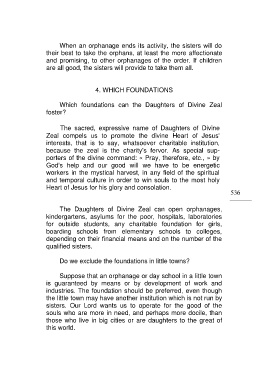 When an orphanage ends its activity, the sisters will do
their best to take the orphans, at least the more affectionate
and promising, to other orphanages of the order. If children
are all good, the sisters will provide to take them all.
4. WHICH FOUNDATIONS
Which foundations can the Daughters of Divine Zeal
foster?
The sacred, expressive name of Daughters of Divine
Zeal compels us to promote the divine Heart of Jesus'
interests, that is to say, whatsoever charitable institution,
because the zeal is the charity's fervor. As special sup-
porters of the divine command: « Pray, therefore, etc., » by
God's help and our good will we have to be energetic
workers in the mystical harvest, in any field of the spiritual
and temporal culture in order to win souls to the most holy
Heart of Jesus for his glory and consolation.
536
The Daughters of Divine Zeal can open orphanages,
kindergartens, asylums for the poor, hospitals, laboratories
for outside students, any charitable foundation for girls,
boarding schools from elementary schools to colleges,
depending on their financial means and on the number of the
qualified sisters.
Do we exclude the foundations in little towns?
Suppose that an orphanage or day school in a little town
is guaranteed by means or by development of work and
industries. The foundation should be preferred, even though
the little town may have another institution which is not run by
sisters. Our Lord wants us to operate for the good of the
souls who are more in need, and perhaps more docile, than
those who live in big cities or are daughters to the great of
this world.